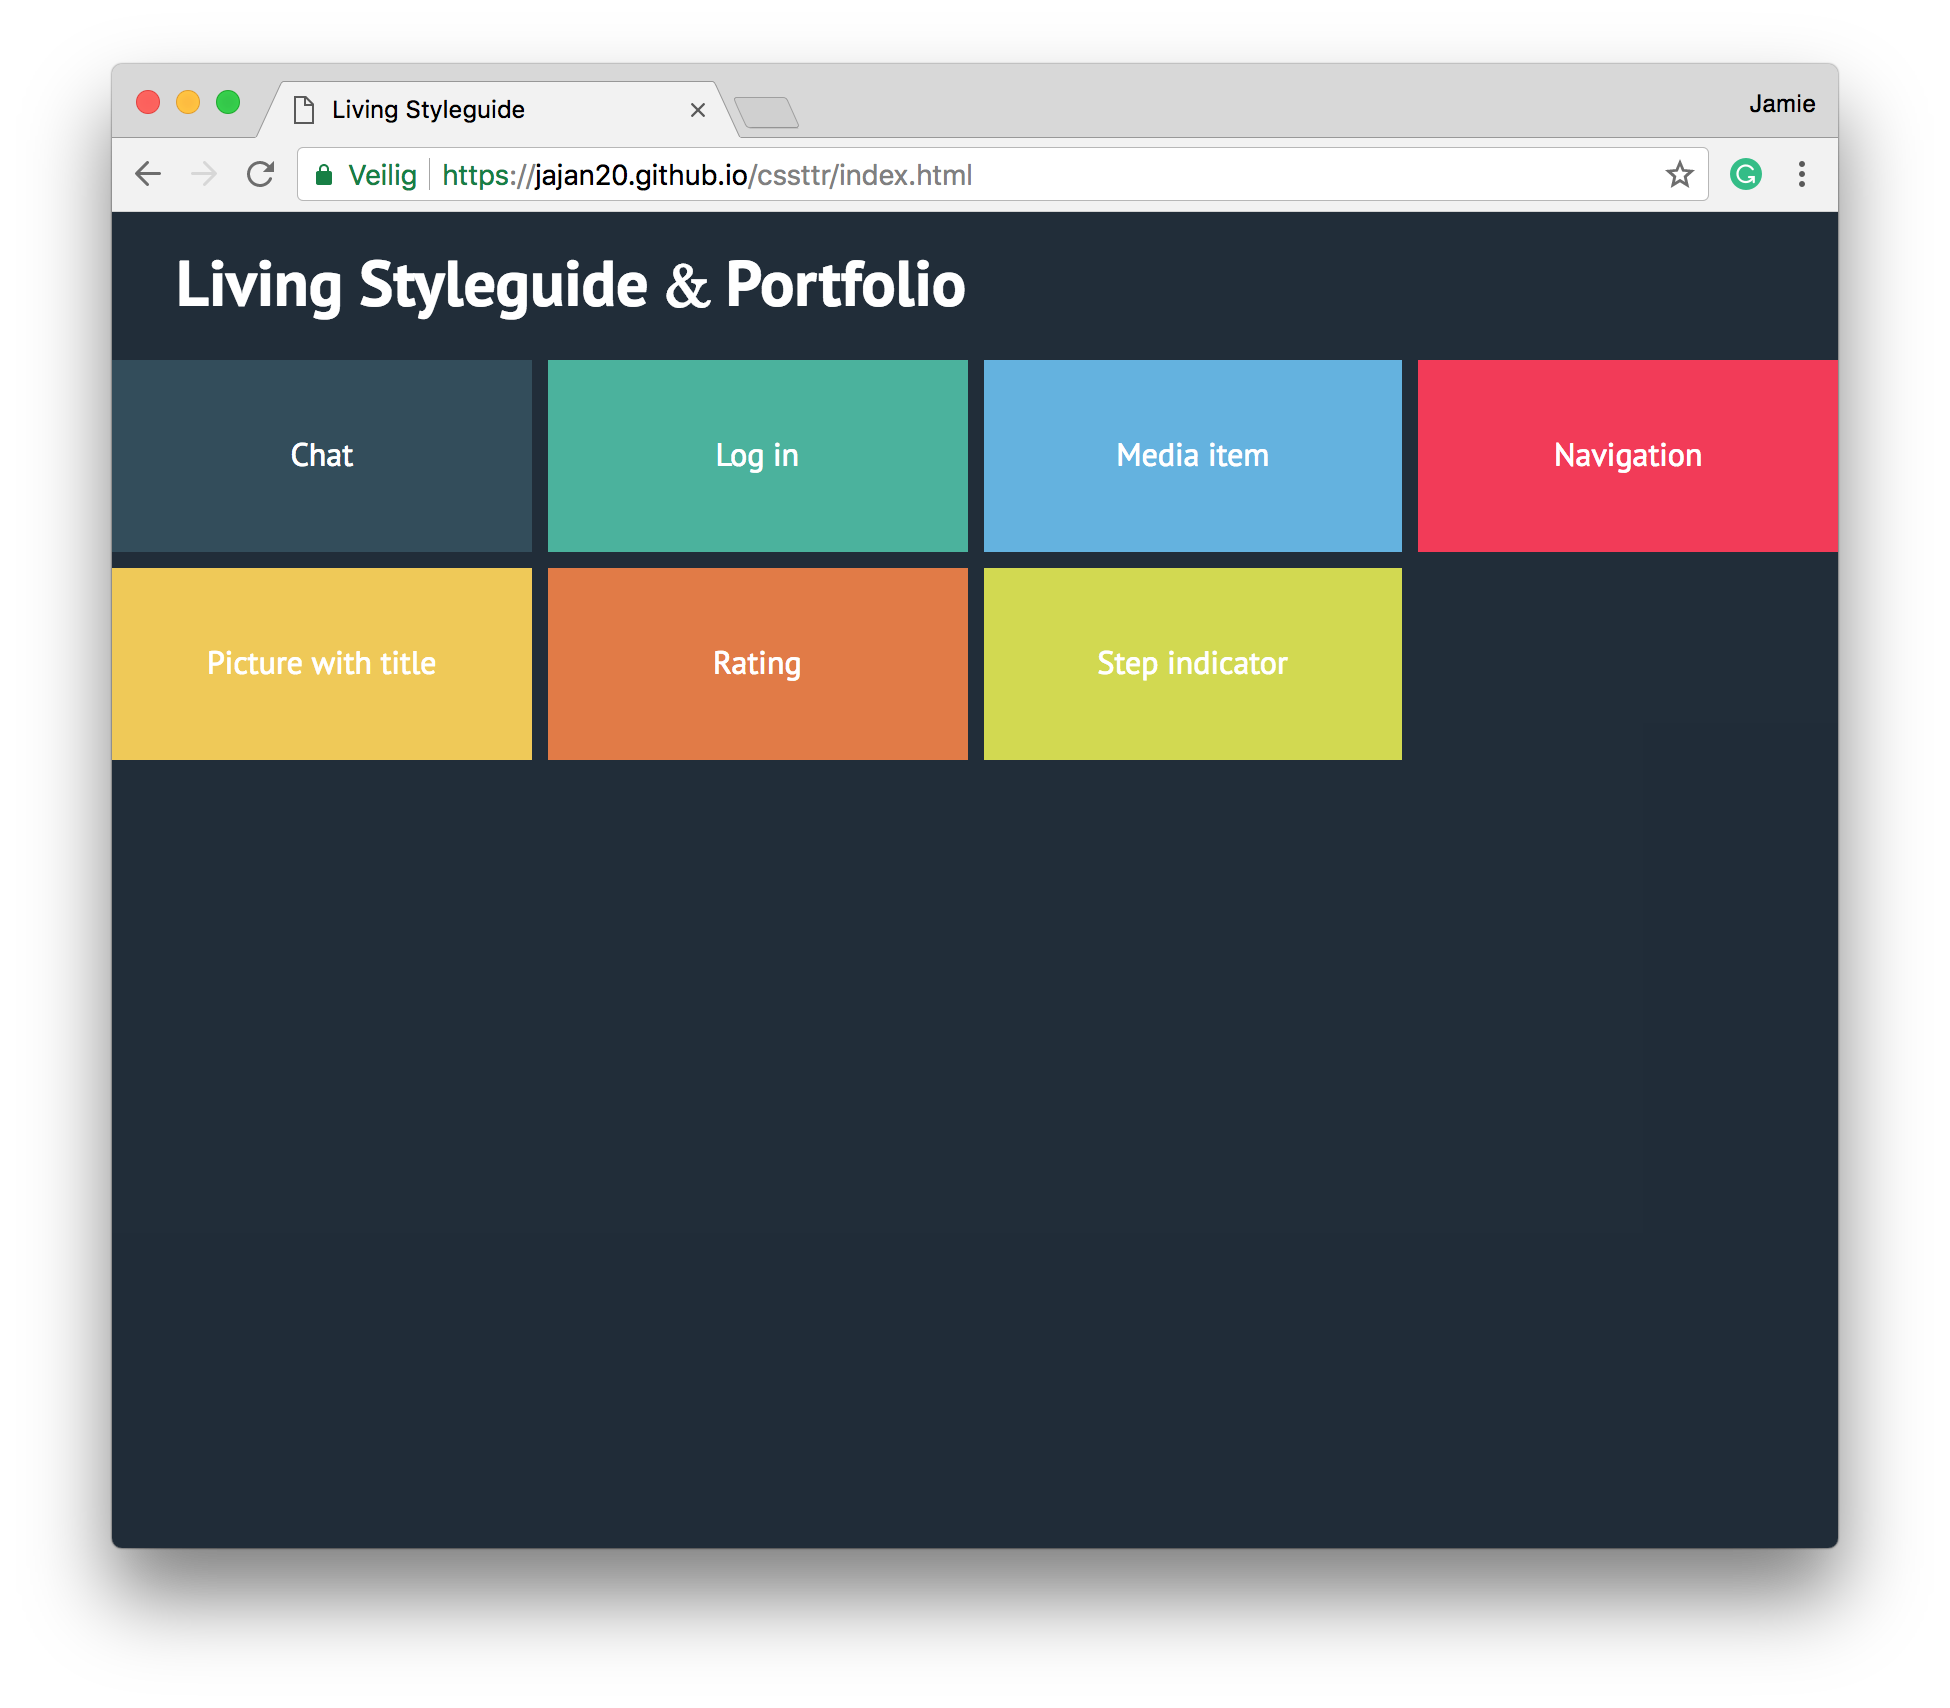 Living Styleguide
Jamie
Veilig https://jajan20.github.io/cssttr/index.html
Living Styleguide & Portfolio
Chat
Log in
Media item
Navigation
Picture with title
Rating
Step indicator